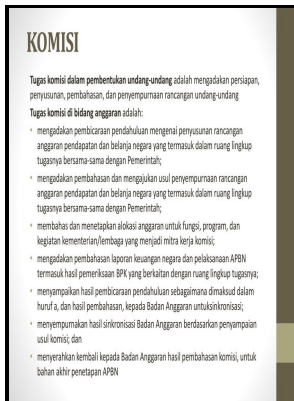 KOMISI
Tugas komisi dalam pembentukan undang-undang adalah mengadakan persiapan,
penyusunan, pembahasan, dan penyempurnaan rancangan undang-undang
Tugas komisi di bidang anggaran adalah:
• mengadakan pembicaraan pendahuluan mengenai penyusunan rancangan
anggaran pendapatan dan belanja negara yang termasuk dalam ruang lingkup
tugasnya bersama-sama dengan Pemerintah;
• mengadakan pembahasan dan mengajukan usul penyempurnaan rancangan
anggaran pendapatan dan belanja negara yang termasuk dalam ruang lingkup
tugasnya bersama-sama dengan Pemerintah;
• membahas dan menetapkan alokasi anggaran untuk fungsi, program, dan
kegiatan kementerian/lembaga yang menjadi mitra kerja komisi;
• mengadakan pembahasan laporan keuangan negara dan pelaksanaan APBN
termasuk hasil pemeriksaan BPK yang berkaitan dengan ruang lingkup tugasnya;
• menyampaikan hasil pembicaraan pendahuluan sebagaimana dimaksud dalam
huruf a, dan hasil pembahasan, kepada Badan Anggaran untuksinkronisasi;
• menyempurnakan hasil sinkronisasi Badan Anggaran berdasarkan penyampaian
usul komisi; dan
• menyerahkan kembali kepada Badan Anggaran hasil pembahasan komisi, untuk
bahan akhir penetapan APBN